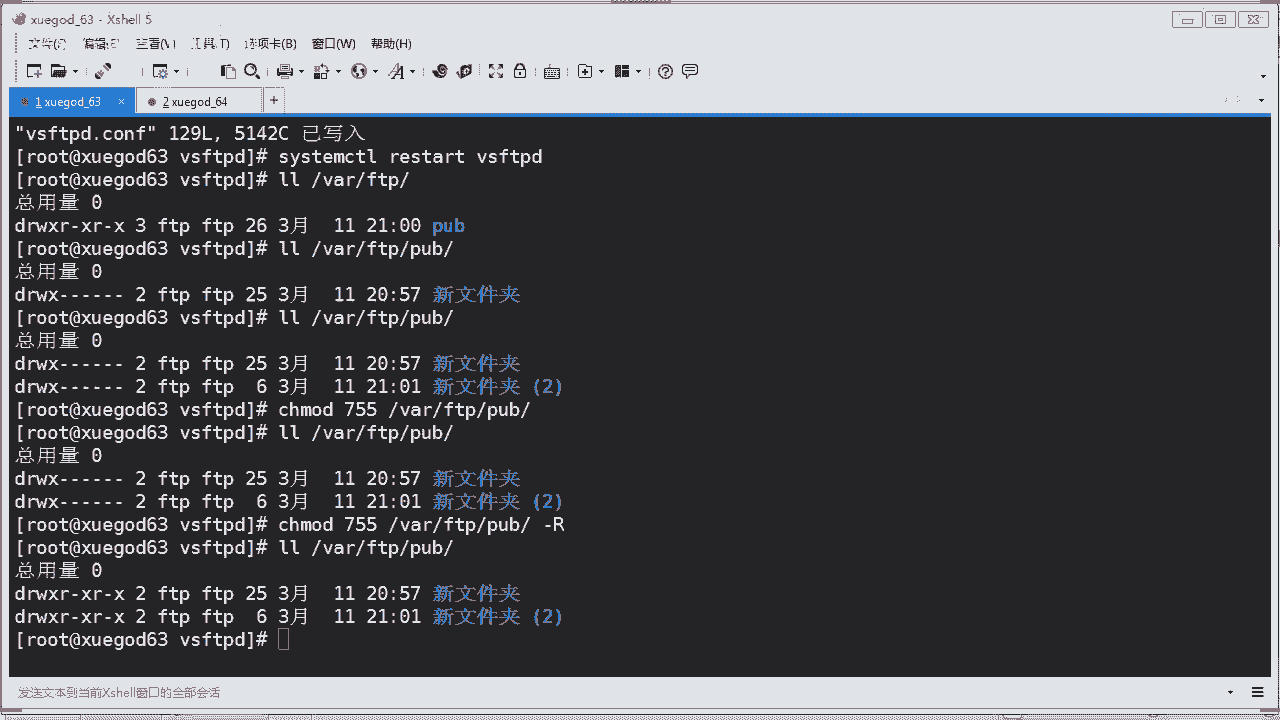 xuegod_63 - Xshell 5
文件(F) 编辑(E) 查看(V) 工具(T) 选项卡(B) 窗口(W) 帮助(H)
1 xuegod_63 × 2 xuegod_64 +
"vsftpd.conf" 129L, 5142C 已写入
[root@xuegod63 vsftpd]# systemctl restart vsftpd
[root@xuegod63 vsftpd]# ll /var/ftp/
总用量 0
drwxr-xr-x 3 ftp ftp 26 3月  11 21:00 pub
[root@xuegod63 vsftpd]# ll /var/ftp/pub/
总用量 0
drwx------ 2 ftp ftp 25 3月  11 20:57 新文件夹
[root@xuegod63 vsftpd]# ll /var/ftp/pub/
总用量 0
drwx------ 2 ftp ftp 25 3月  11 20:57 新文件夹
drwx------ 2 ftp ftp  6 3月  11 21:01 新文件夹 (2)
[root@xuegod63 vsftpd]# chmod 755 /var/ftp/pub/
[root@xuegod63 vsftpd]# ll /var/ftp/pub/
总用量 0
drwx------ 2 ftp ftp 25 3月  11 20:57 新文件夹
drwx------ 2 ftp ftp  6 3月  11 21:01 新文件夹 (2)
[root@xuegod63 vsftpd]# chmod 755 /var/ftp/pub/ -R
[root@xuegod63 vsftpd]# ll /var/ftp/pub/
总用量 0
drwxr-xr-x 2 ftp ftp 25 3月  11 20:57 新文件夹
drwxr-xr-x 2 ftp ftp  6 3月  11 21:01 新文件夹 (2)
[root@xuegod63 vsftpd]#
发送文本到当前Xshell窗口的全部会话